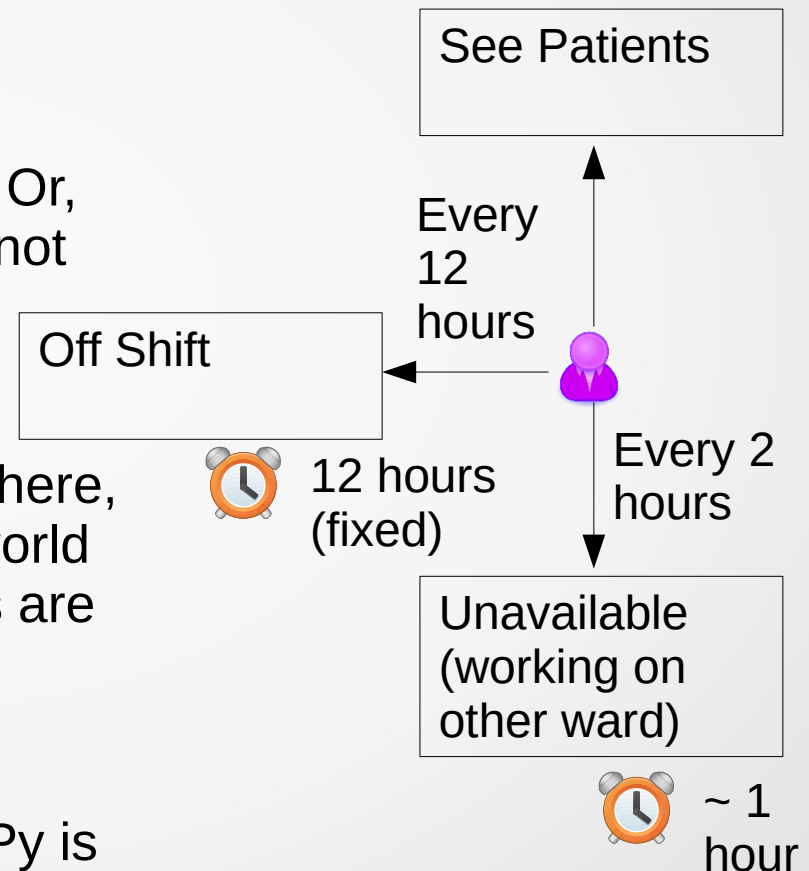 See Patients
Or,
not
Every
12
hours
Off Shift
here,
12 hours
(fixed)
Every 2
hours
are
Unavailable
(working on
other ward)
Py is
~ 1
hour